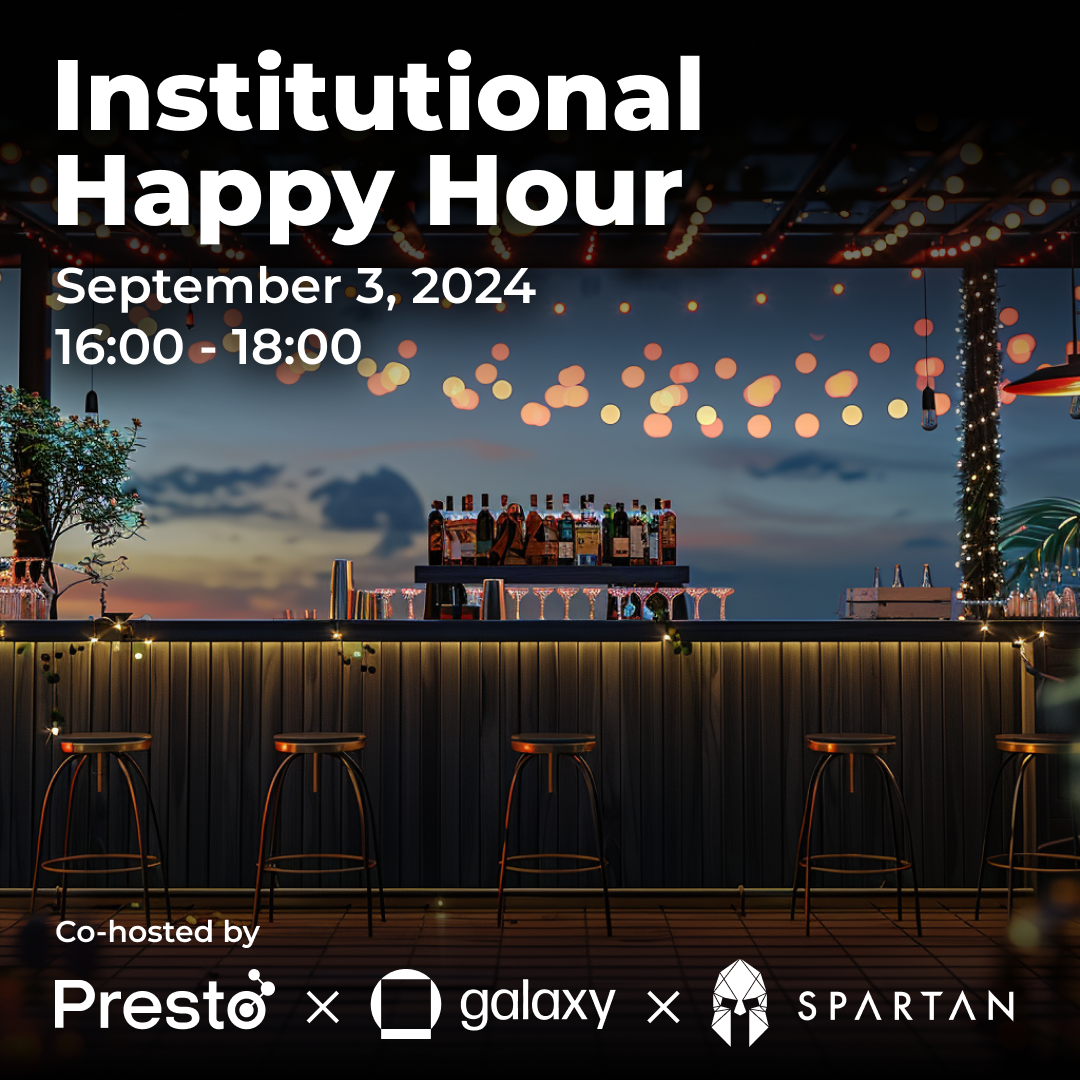 Institutional
Happy Hour
September 3, 2024
16:00 - 18:00
Co-hosted by
Presto × galaxy × SPARTAN